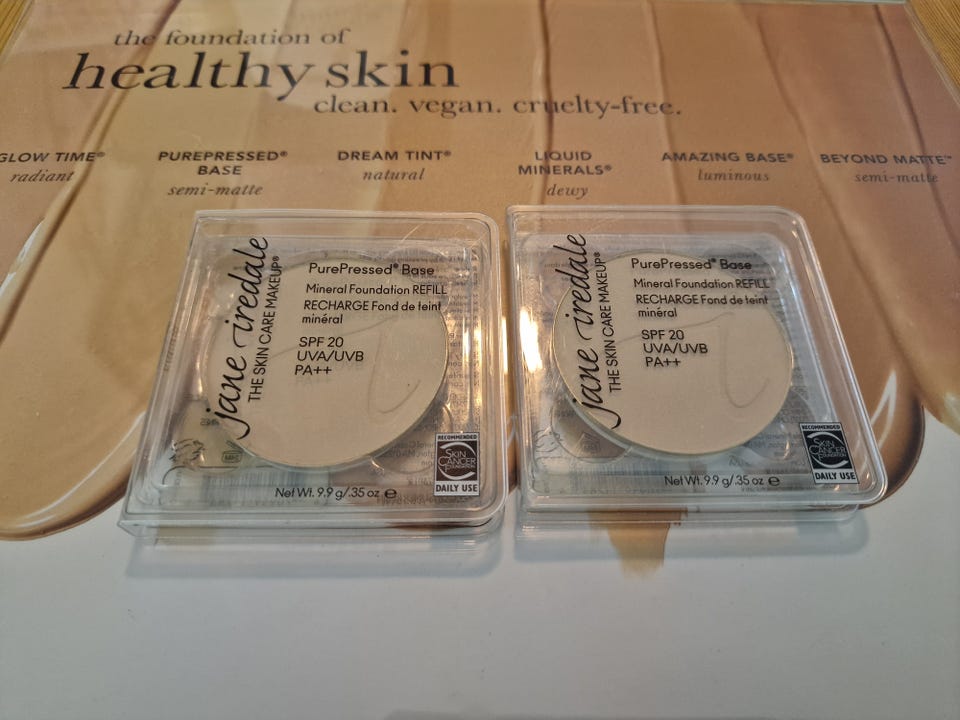 the foundation of
healthy skin
clean. vegan. cruelty-free.
GLOW TIME®
radiant
PUREPRESSED®
BASE
semi-matte
DREAM TINT®
natural
LIQUID
MINERALS®
dewy
AMAZING BASE®
luminous
BEYOND MATTE™
semi-matte
jane iredale
THE SKIN CARE MAKEUP®
PurePressed® Base
Mineral Foundation REFILL
RECHARGE Fond de teint
minéral
SPF 20
UVA/UVB
PA++
RECOMMENDED
SKIN
CANCER
FOUNDATION
DAILY USE
Net Wt. 9.9 g/.35 oz e
jane iredale
THE SKIN CARE MAKEUP®
PurePressed® Base
Mineral Foundation REFILL
RECHARGE Fond de teint
minéral
SPF 20
UVA/UVB
PA++
RECOMMENDED
SKIN
CANCER
FOUNDATION
DAILY USE
Net Wt. 9.9 g/.35 oz e